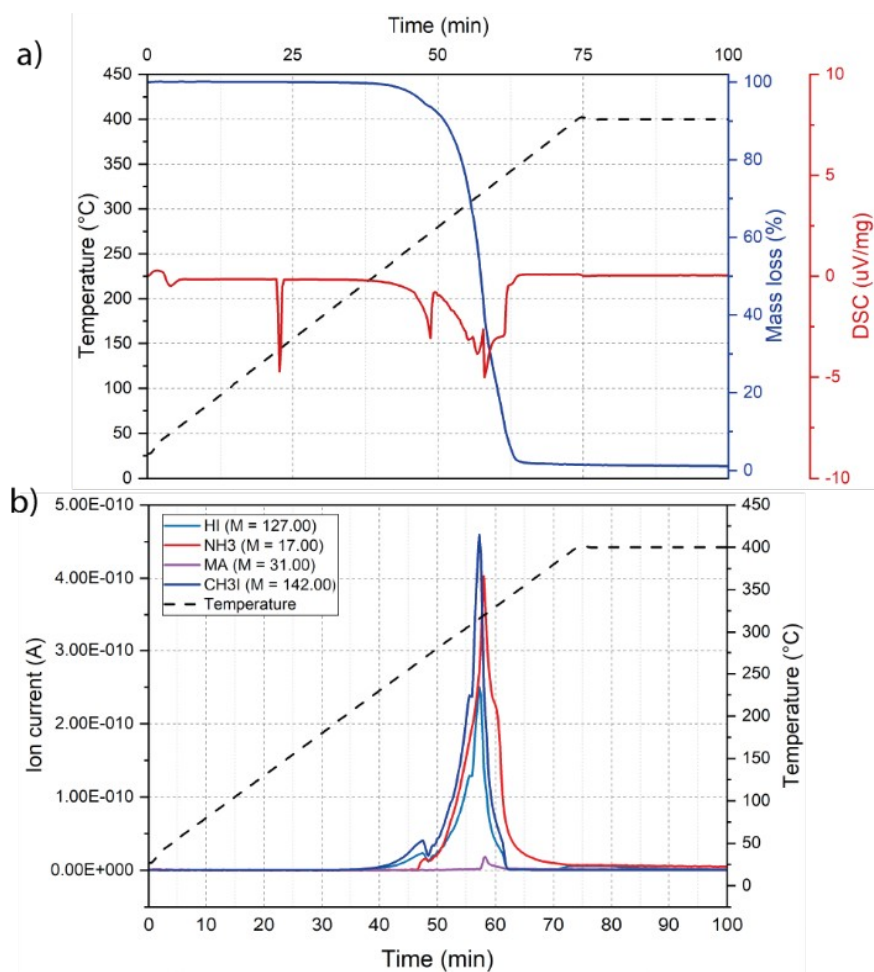 a)
Time (min)
0 25 50 75 100
450
400
350
300
250
200
150
100
50
0
Temperature (°C)
100
80
60
40
20
0
Mass loss (%)
10
5
0
-5
-10
DSC (uV/mg)
b)
5.00E-010
4.00E-010
3.00E-010
2.00E-010
1.00E-010
0.00E+000
Ion current (A)
HI (M = 127.00)
NH3 (M = 17.00)
MA (M = 31.00)
CH3I (M = 142.00)
Temperature
450
400
350
300
250
200
150
100
50
0
Temperature (°C)
0 10 20 30 40 50 60 70 80 90 100
Time (min)